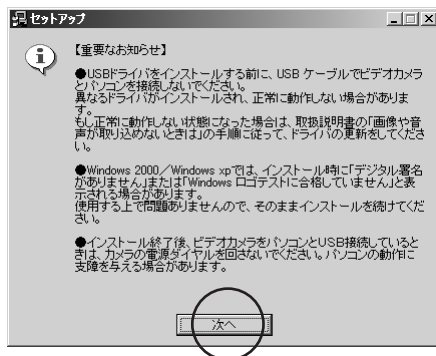 セットアップ
【重要なお知らせ】
●USBドライバをインストールする前に、USB ケーブルでビデオカメラ
とパソコンを接続しないでください。
異なるドライバがインストールされ、正常に動作しない場合がありま
す。
もし正常に動作しない状態になった場合は、取扱説明書の「画像や音
声が取り込めないときは」の手順に従って、ドライバの更新をしてくださ
い。
●Windows 2000／Windows xpでは、インストール時に「デジタル署名
がありません」または「Windows ロゴテストに合格していません」と表
示される場合があります。
使用する上で問題ありませんので、そのままインストールを続けてくだ
さい。
●インストール終了後、ビデオカメラをパソコンとUSB接続していると
きは、カメラの電源ダイヤルを回さないでください。パソコンの動作に
支障を与える場合があります。
次へ